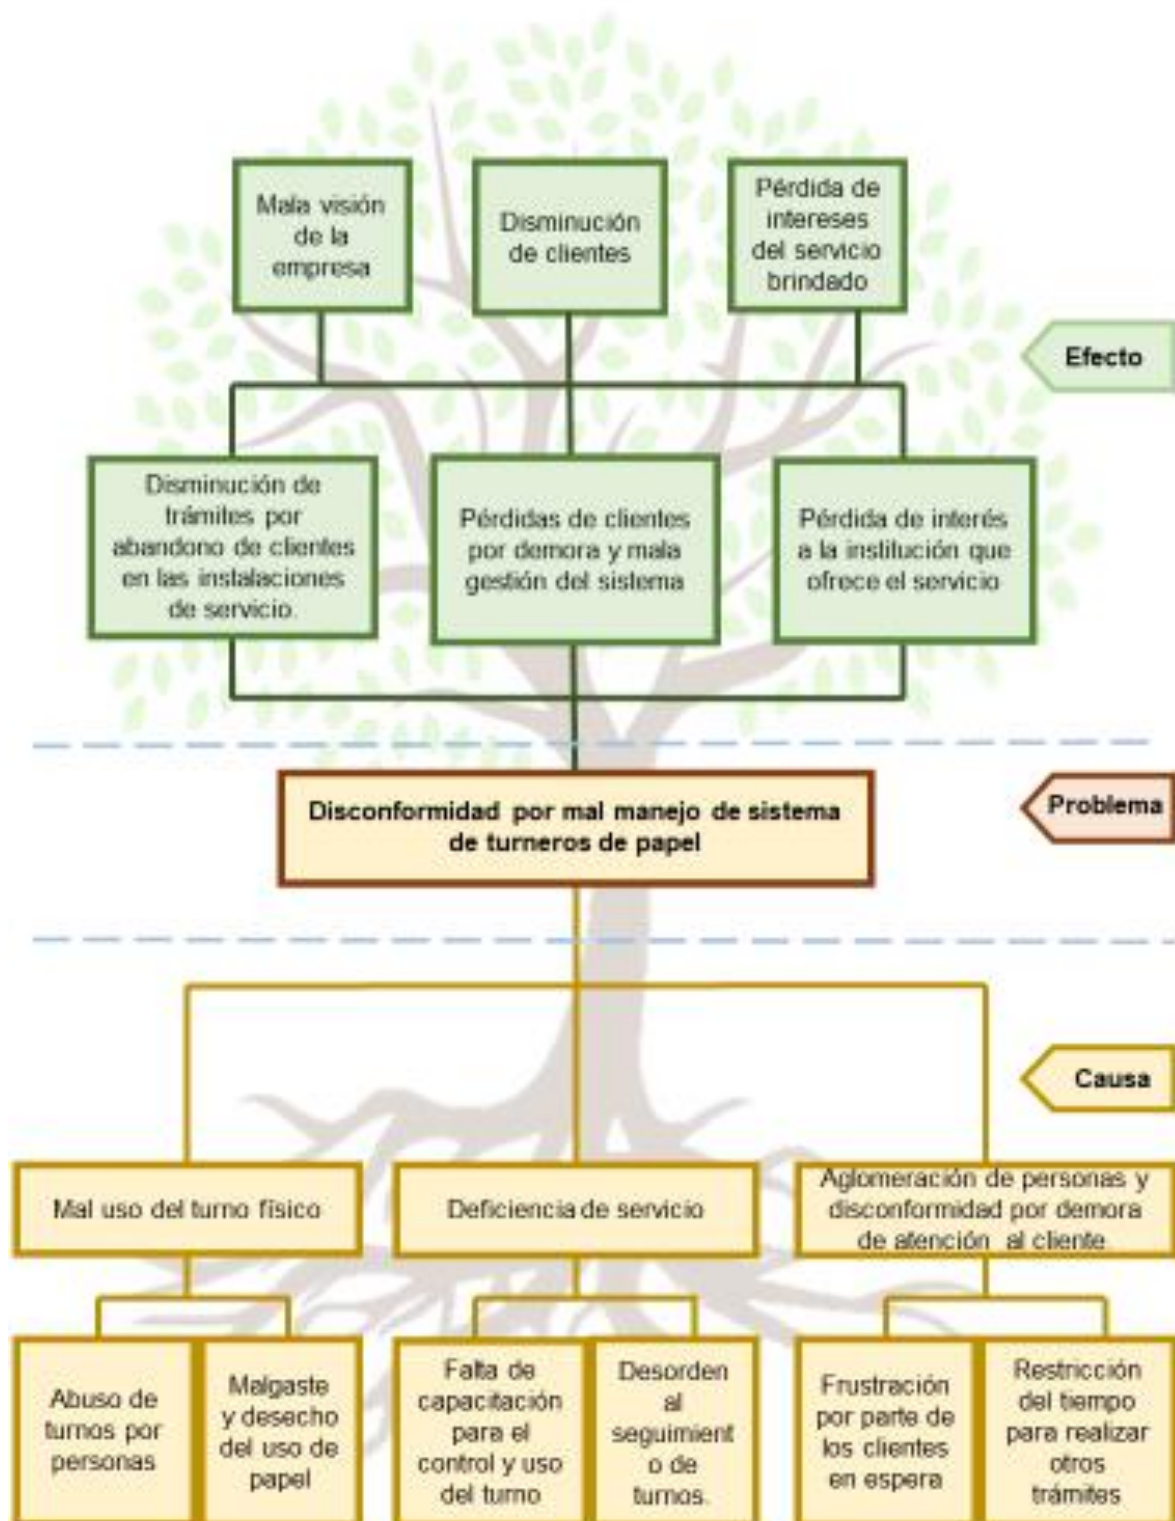 Mala visión
de la
empresa
Disminución
de clientes
Pérdida de
intereses
del servicio
brindado
Efecto
Disminución de
trámites por
abandono de clientes
en las instalaciones
de servicio.
Pérdidas de clientes
por demora y mala
gestión del sistema
Pérdida de interés
a la institución que
ofrece el servicio
Disconformidad por mal manejo de sistema
de turneros de papel
Problema
Causa
Mal uso del turno físico
Deficiencia de servicio
Aglomeración de personas y
disconformidad por demora
de atención al cliente.
Abuso de
turnos por
personas
Malgaste
y desecho
del uso de
papel
Falta de
capacitación
para el
control y uso
del turno
Desorden
al
seguimient
o de
turnos.
Frustración
por parte de
los clientes
en espera
Restricción
del tiempo
para realizar
otros
trámites